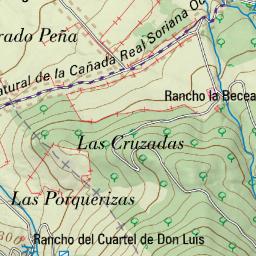 rado Peña
atural de la Cañada Real Soriana O
Rancho la Becea
Las Cruzadas
Las Porquerizas
Rancho del Cuartel de Don Luis
300